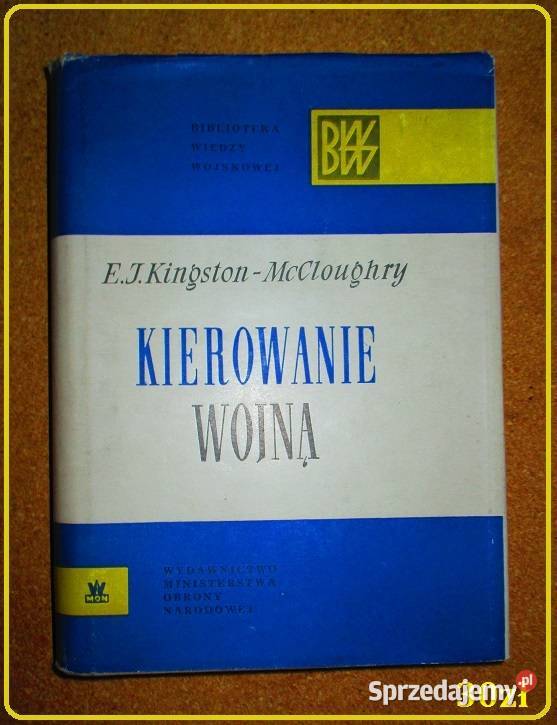 BIBLIOTEKA
WIEDZY
WOJSKOWEJ
BWW
E.J.Kingston-McCloughry
KIEROWANIE
WOJNĄ
W
MON
WYDAWNICTWO
MINISTERSTWA
OBRONY
NARODOWEJ
Sprzedajemy.pl